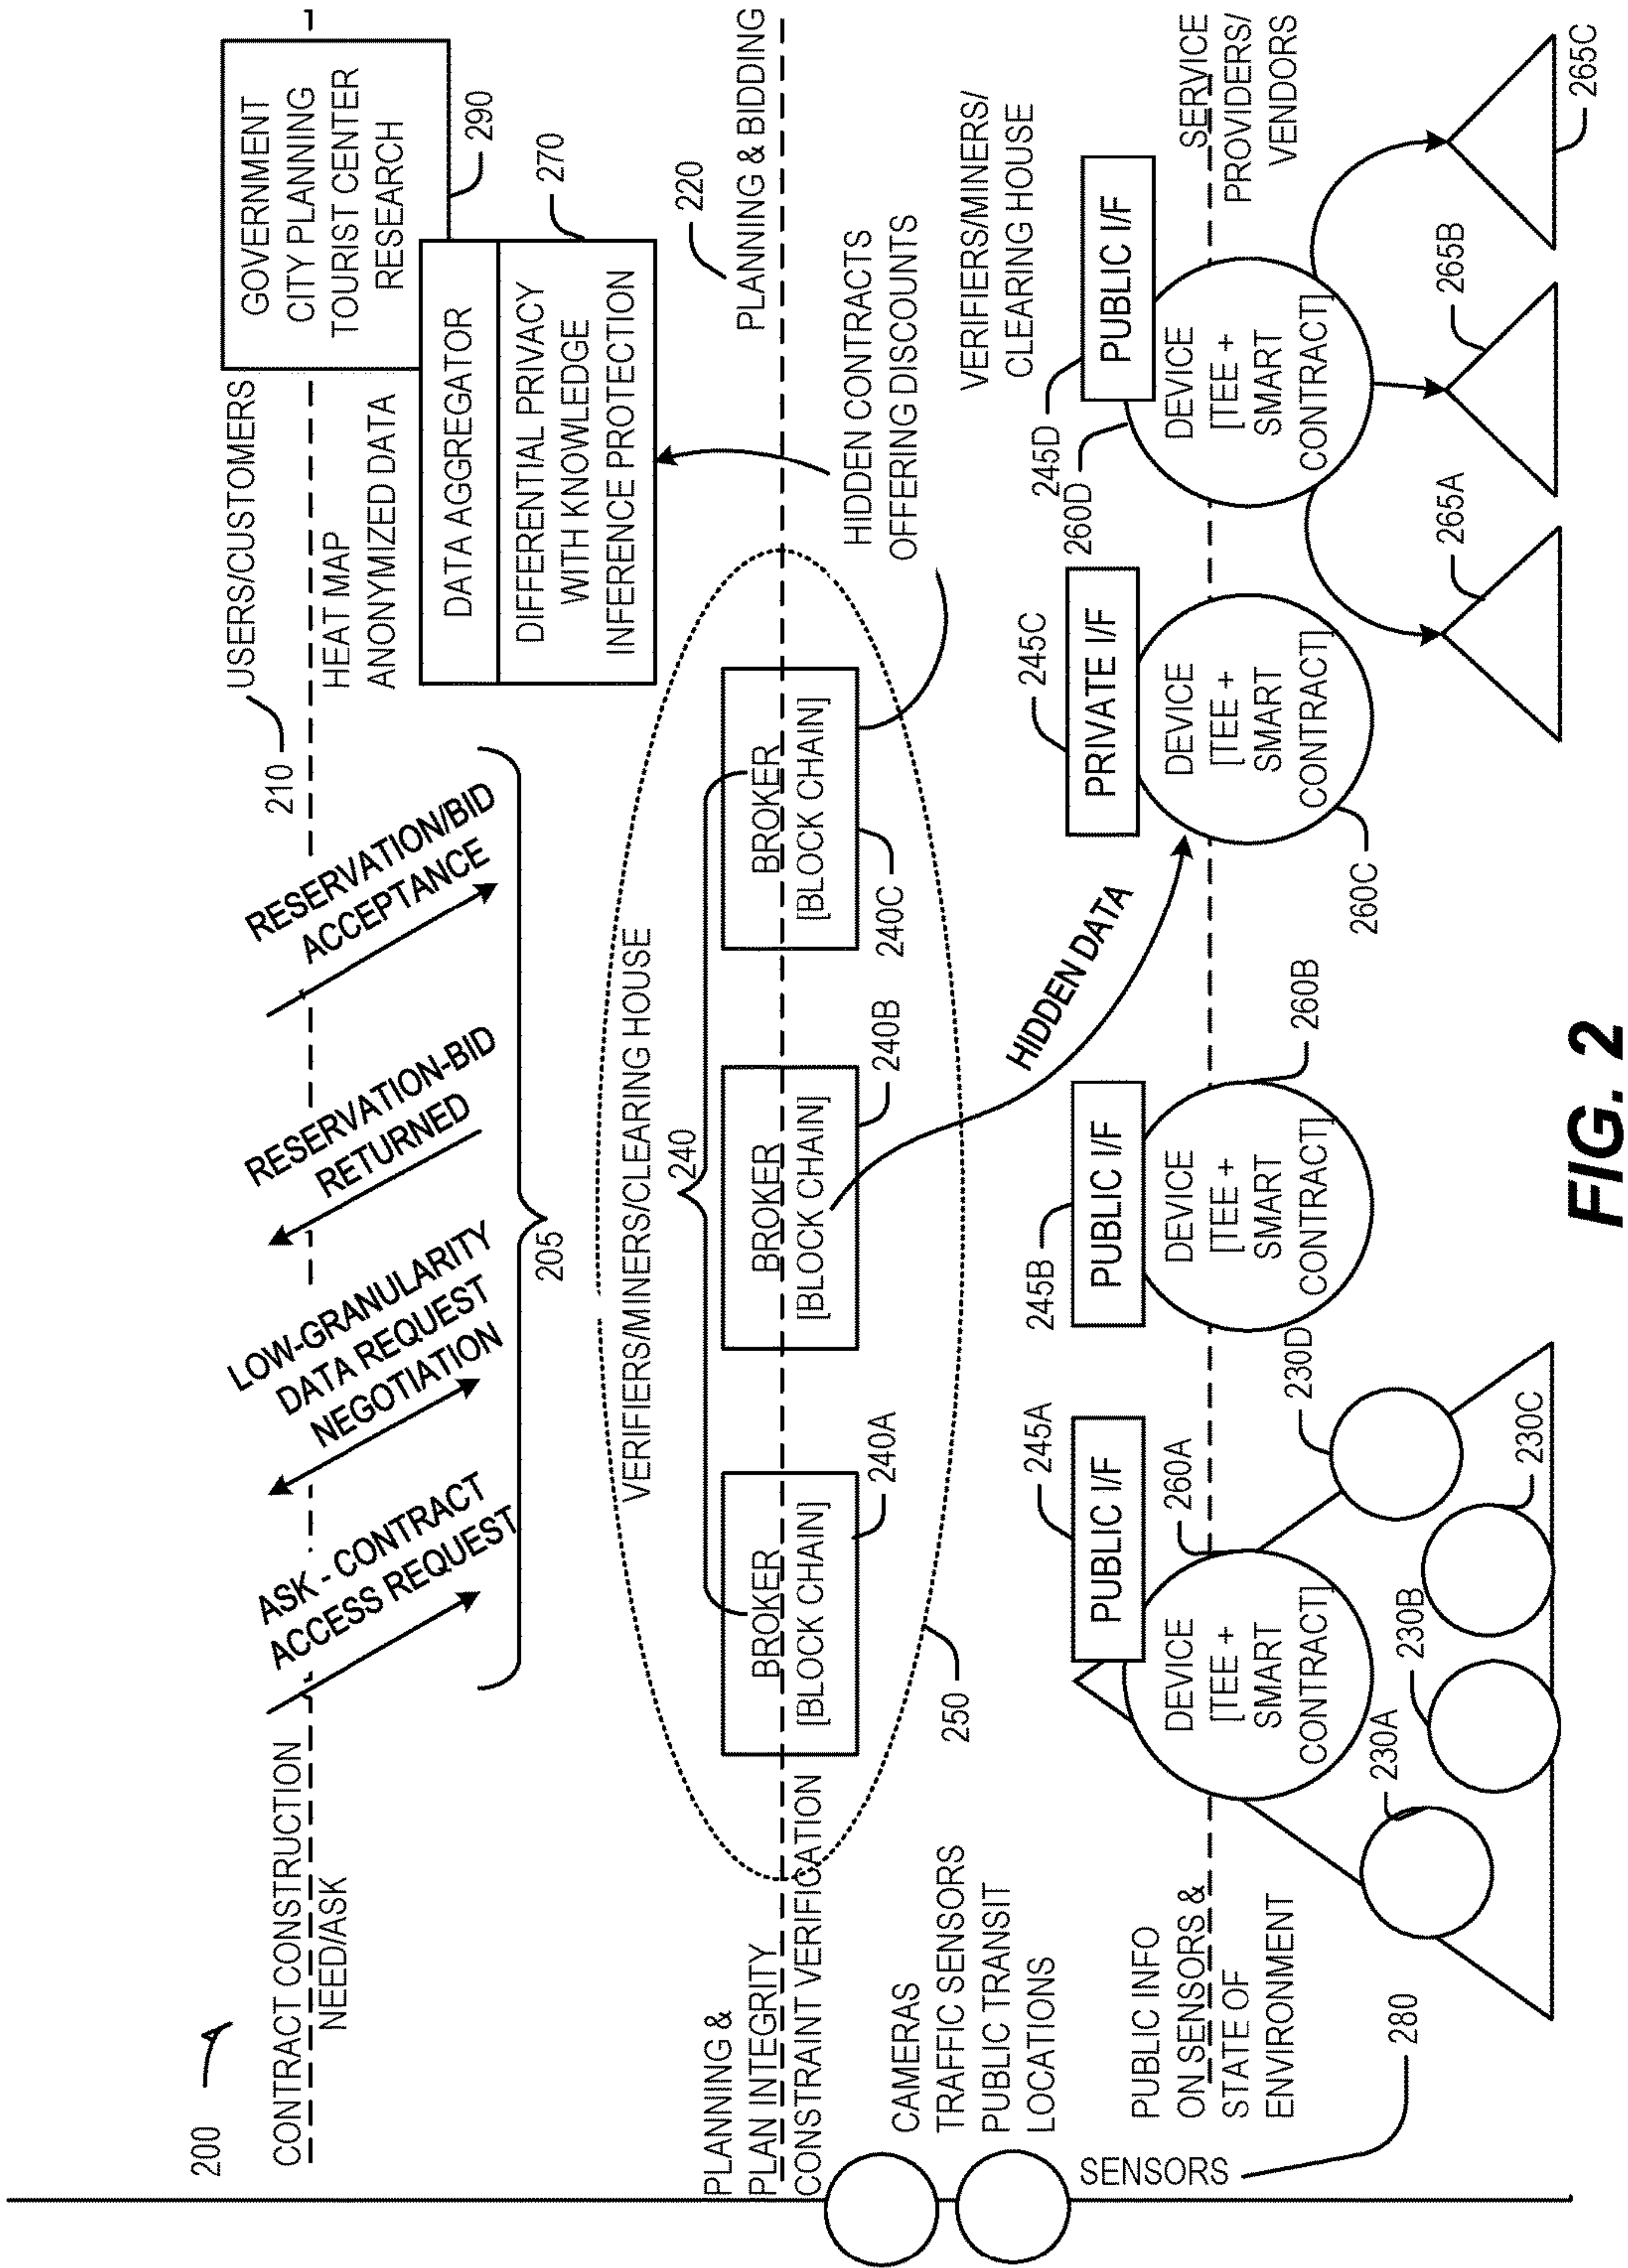 200
CONTRACT CONSTRUCTION
NEED/ASK
ASK - CONTRACT
ACCESS REQUEST
LOW-GRANULARITY
DATA REQUEST
NEGOTIATION
RESERVATION-BID
RETURNED
RESERVATION/BID
ACCEPTANCE
205
210
USERS/CUSTOMERS
HEAT MAP
ANONYMIZED DATA
GOVERNMENT
CITY PLANNING
TOURIST CENTER
RESEARCH
290
DATA AGGREGATOR
DIFFERENTIAL PRIVACY
WITH KNOWLEDGE
INFERENCE PROTECTION
270
220
PLANNING & BIDDING
PLANNING &
PLAN INTEGRITY
CONSTRAINT VERIFICATION
VERIFIERS/MINERS/CLEARING HOUSE
240
BROKER
[BLOCK CHAIN]
240A
BROKER
[BLOCK CHAIN]
240B
BROKER
[BLOCK CHAIN]
240C
250
HIDDEN CONTRACTS
OFFERING DISCOUNTS
VERIFIERS/MINERS/
CLEARING HOUSE
HIDDEN DATA
CAMERAS
TRAFFIC SENSORS
PUBLIC TRANSIT
LOCATIONS
SENSORS
280
PUBLIC INFO
ON SENSORS &
STATE OF
ENVIRONMENT
245A
PUBLIC I/F
260A
DEVICE
[TEE +
SMART
CONTRACT]
230A
230B
230C
230D
245B
PUBLIC I/F
DEVICE
[TEE +
SMART
CONTRACT]
260B
PRIVATE I/F
245C
DEVICE
[TEE +
SMART
CONTRACT]
260C
245D
260D
PUBLIC I/F
DEVICE
[TEE +
SMART
CONTRACT]
SERVICE
PROVIDERS/
VENDORS
265A
265B
265C
FIG. 2